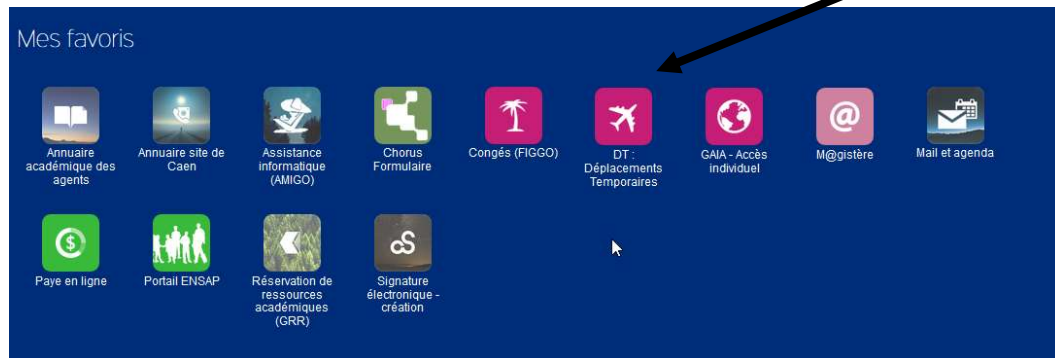 Mes favoris
Annuaire
académique des
agents
Annuaire site de
Caen
Assistance
informatique
(AMIGO)
Chorus
Formulaire
Congés (FIGGO)
DT :
Déplacements
Temporaires
GAIA - Accès
individuel
M@gistère
Mail et agenda
Paye en ligne
Portail ENSAP
Réservation de
ressources
académiques
(GRR)
Signature
électronique -
création